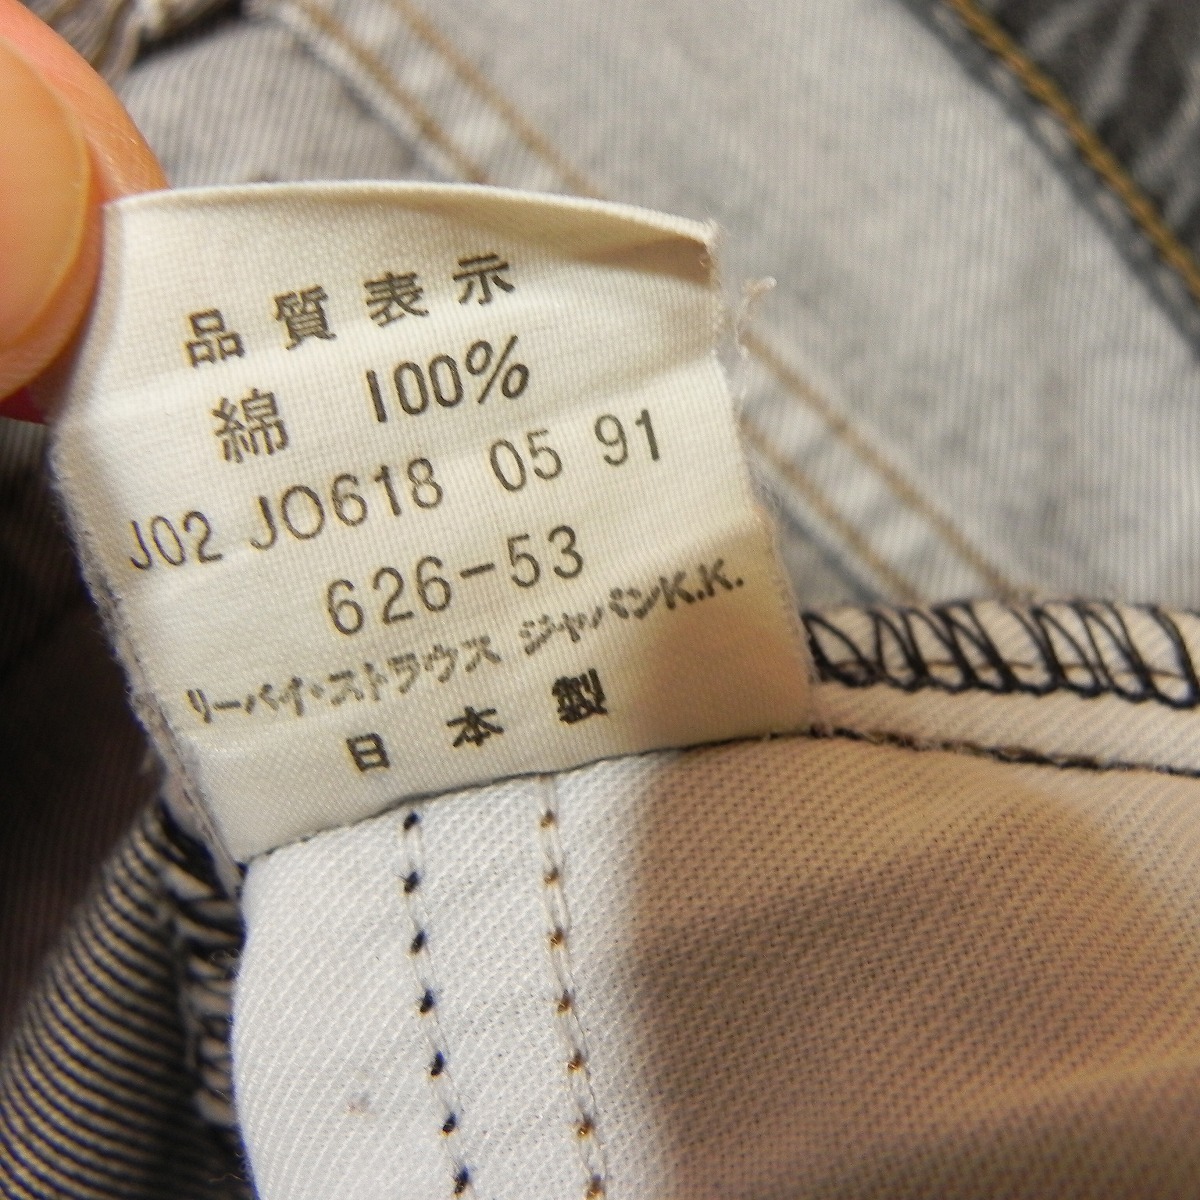 品質表示
綿 100%
J02 JO618 05 91
626-53
リーバイ・ストラウス ジャパンK.K.
日本製